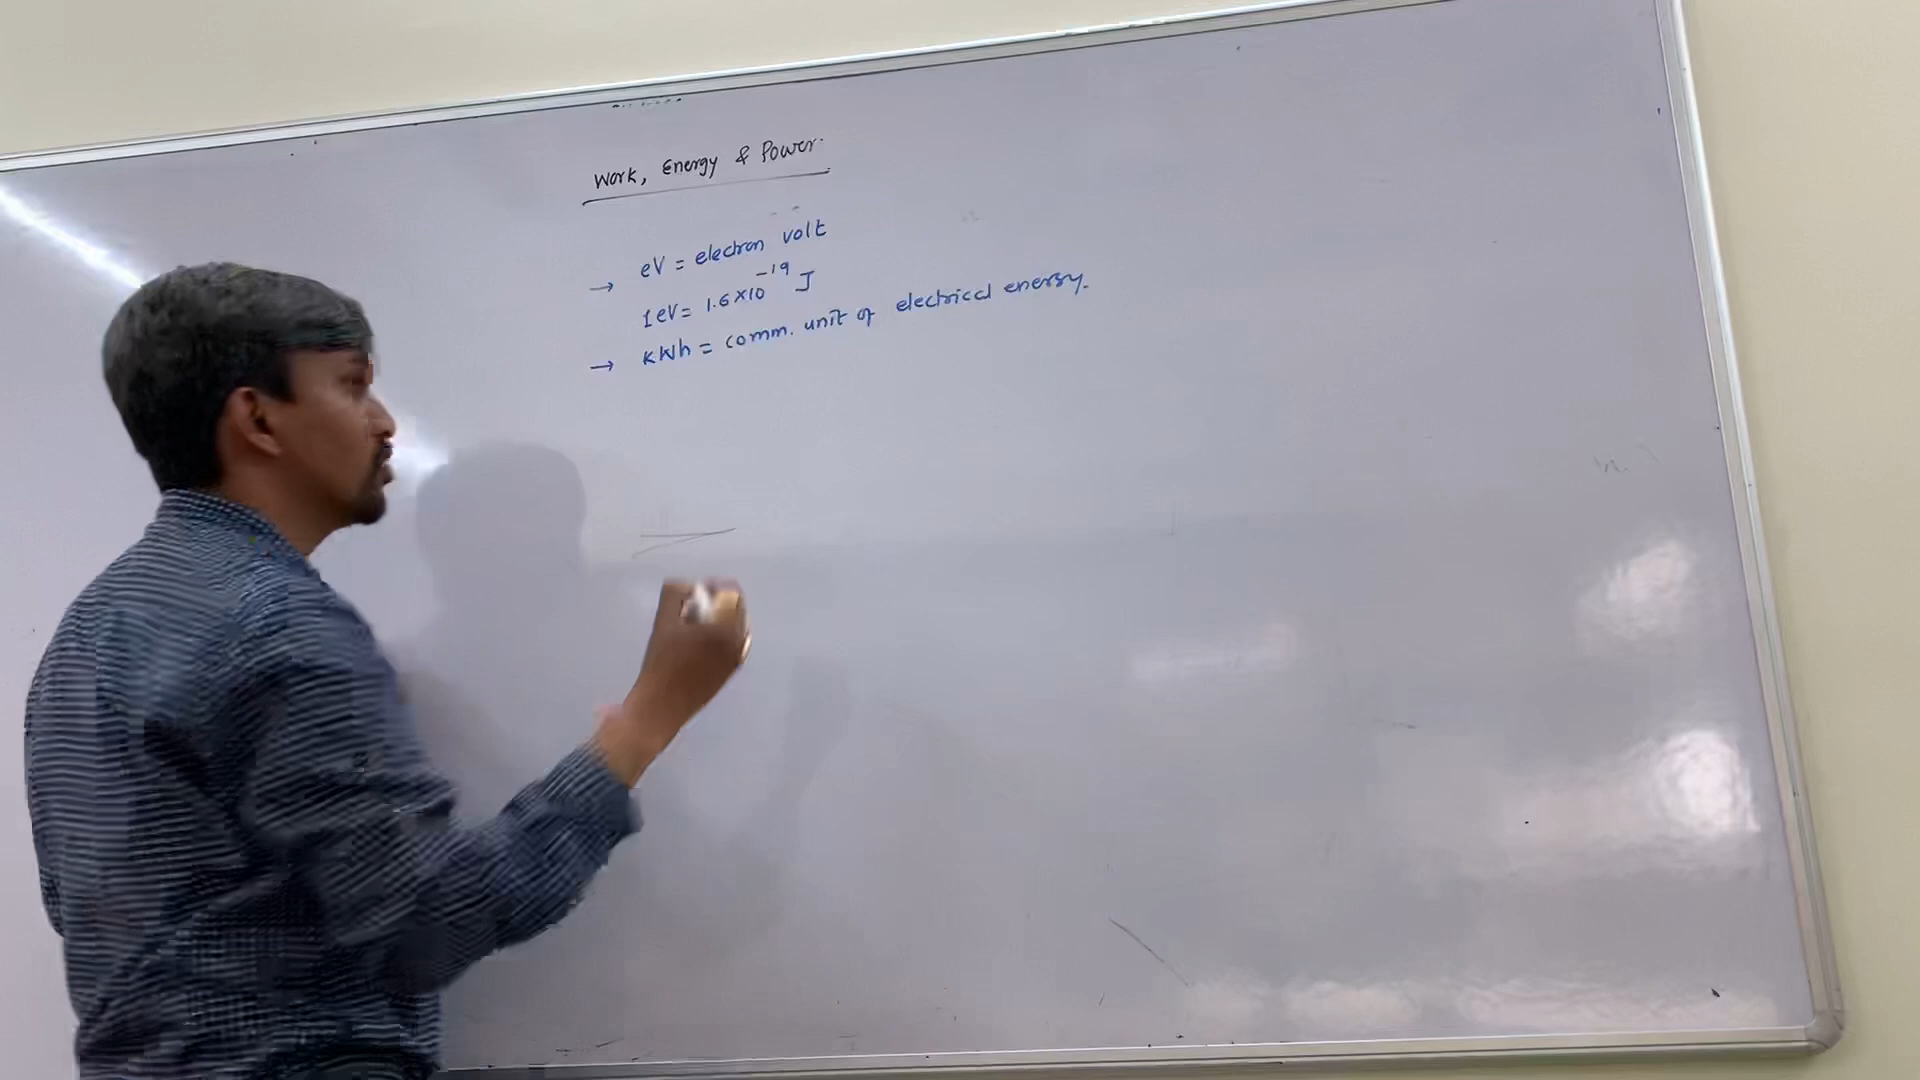 Work, Energy & Power.
→ eV = electron volt
1eV = 1.6×10⁻¹⁹ J
→ KWh = comm. unit of electrical energy.